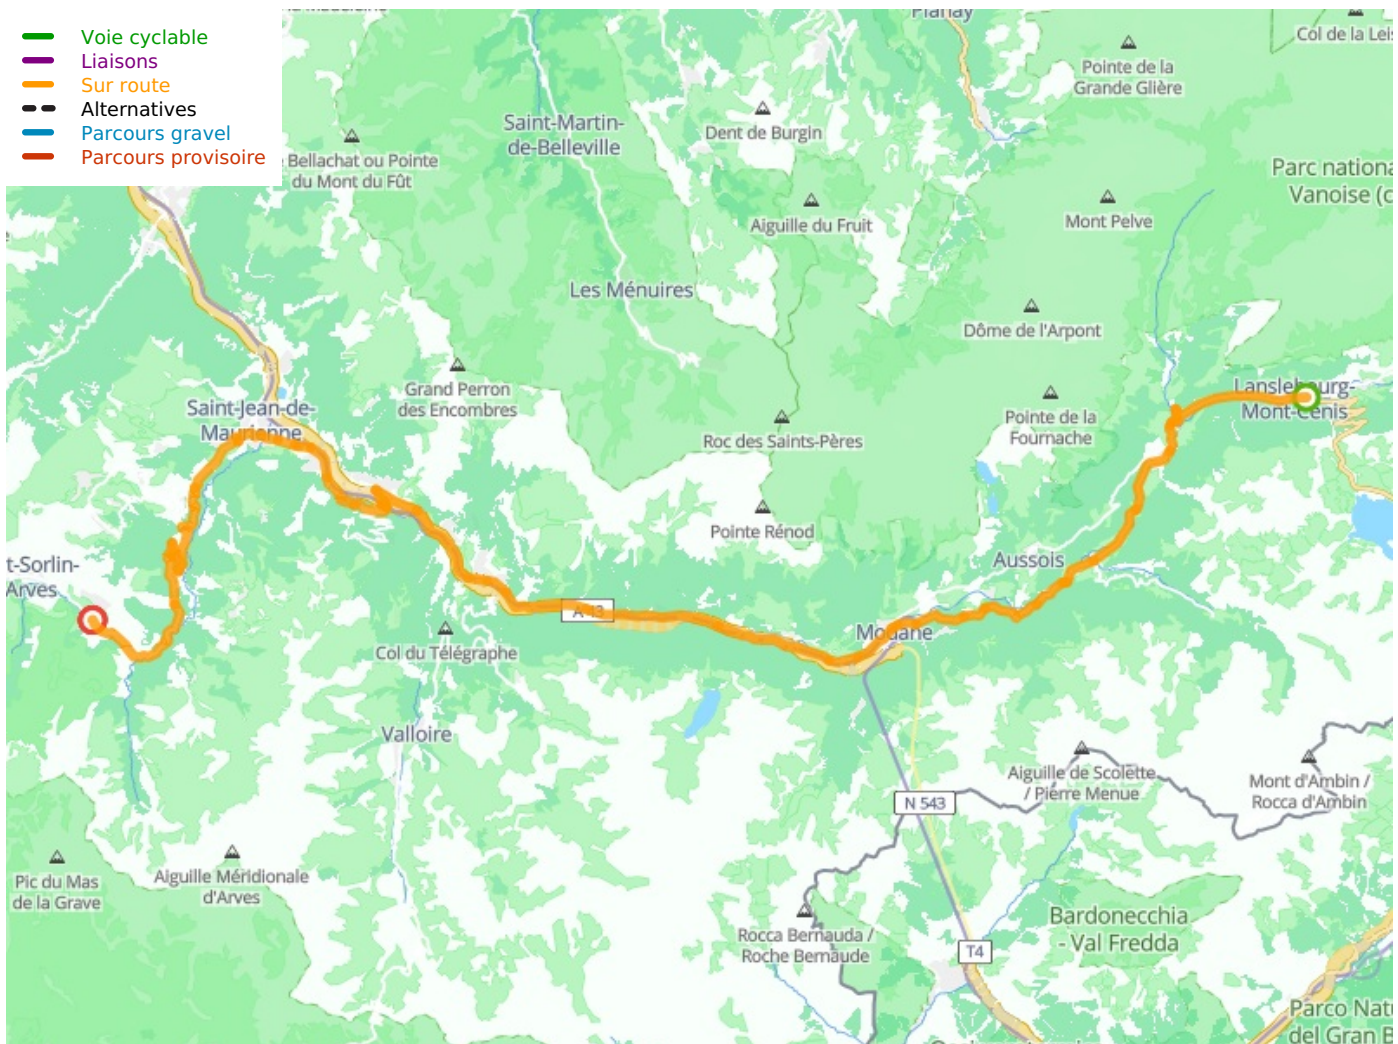 Voie cyclable
Liaisons
Sur route
Alternatives
Parcours gravel
Parcours provisoire
Planay
Col de la Leis
Pointe de la
Grande Glière
Saint-Martin-
de-Belleville
Dent de Burgin
Bellachat ou Pointe
du Mont du Fût
Parc nationa
Vanoise (c
Aiguille du Fruit
Mont Pelve
Les Ménuires
Dôme de l'Arpont
Grand Perron
des Encombres
Lanslebourg-
Mont-Cenis
Saint-Jean-de-
Maurienne
Pointe de la
Fournache
Roc des Saints-Pères
Pointe Rénod
Aussois
t-Sorlin-
Arves
A 43
Modane
Col du Télégraphe
Valloire
Aiguille de Scolette
/ Pierre Menue
Mont d'Ambin /
Rocca d'Ambin
N 543
Pic du Mas
de la Grave
Aiguille Méridionale
d'Arves
Bardonecchia
- Val Fredda
Rocca Bernauda /
Roche Bernaude
T4
Parco Natu
del Gran B